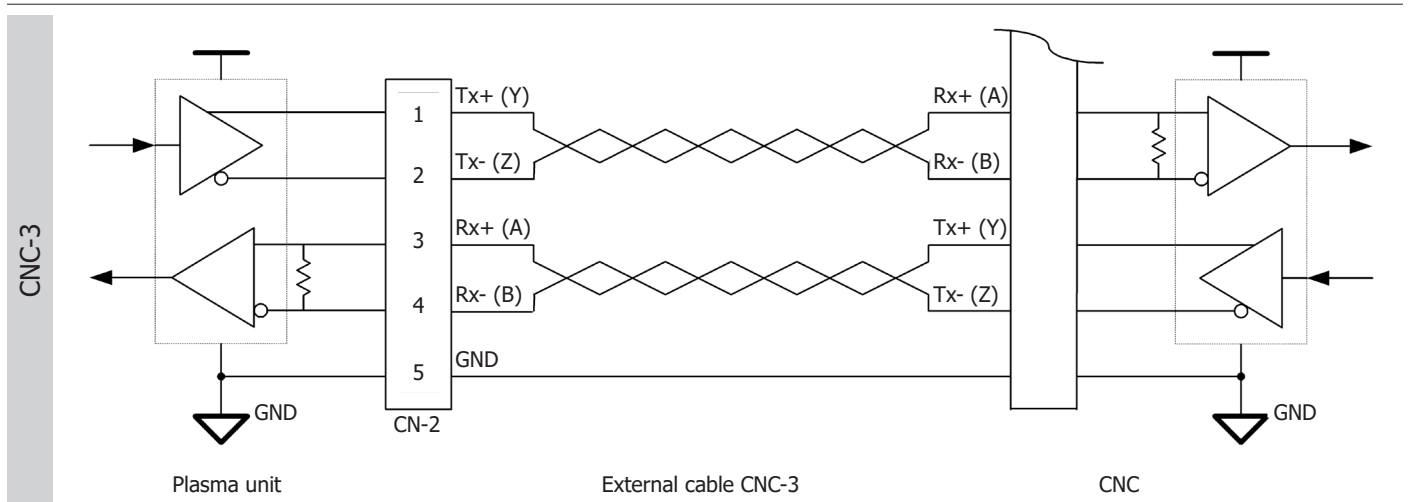 CNC-3
1
Tx+ (Y)
Rx+ (A)
2
Tx- (Z)
Rx- (B)
3
Rx+ (A)
Tx+ (Y)
4
Rx- (B)
Tx- (Z)
5
GND
GND
GND
CN-2
Plasma unit
External cable CNC-3
CNC